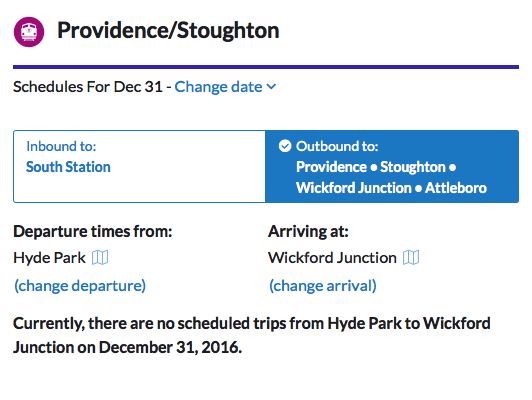 Providence/Stoughton
Schedules For Dec 31 - Change date
Inbound to:
South Station
Outbound to:
Providence • Stoughton •
Wickford Junction • Attleboro
Departure times from:
Hyde Park
(change departure)
Arriving at:
Wickford Junction
(change arrival)
Currently, there are no scheduled trips from Hyde Park to Wickford
Junction on December 31, 2016.